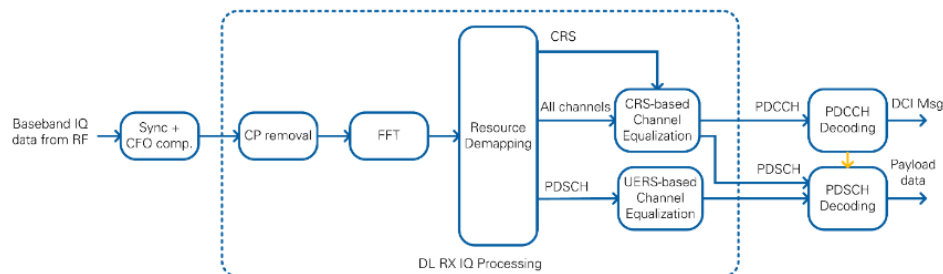 Baseband IQ
data from RF
Sync +
CFO comp.
CP removal
FFT
Resource
Demapping
CRS
All channels
PDSCH
CRS-based
Channel
Equalization
UERS-based
Channel
Equalization
PDCCH
PDSCH
PDCCH
Decoding
PDSCH
Decoding
DCI Msg
Payload
data
DL RX IQ Processing